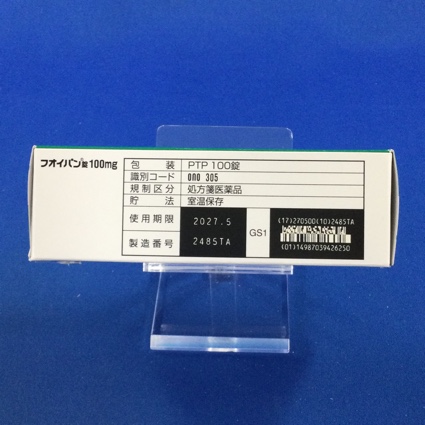 フオイパン®錠100mg
包装 PTP 100錠
識別コード ono 305
規制区分 処方箋医薬品
貯法 室温保存
使用期限 2027.5
製造番号 2485TA
GS1
(17)270500(10)2485TA
(01)14987039426250